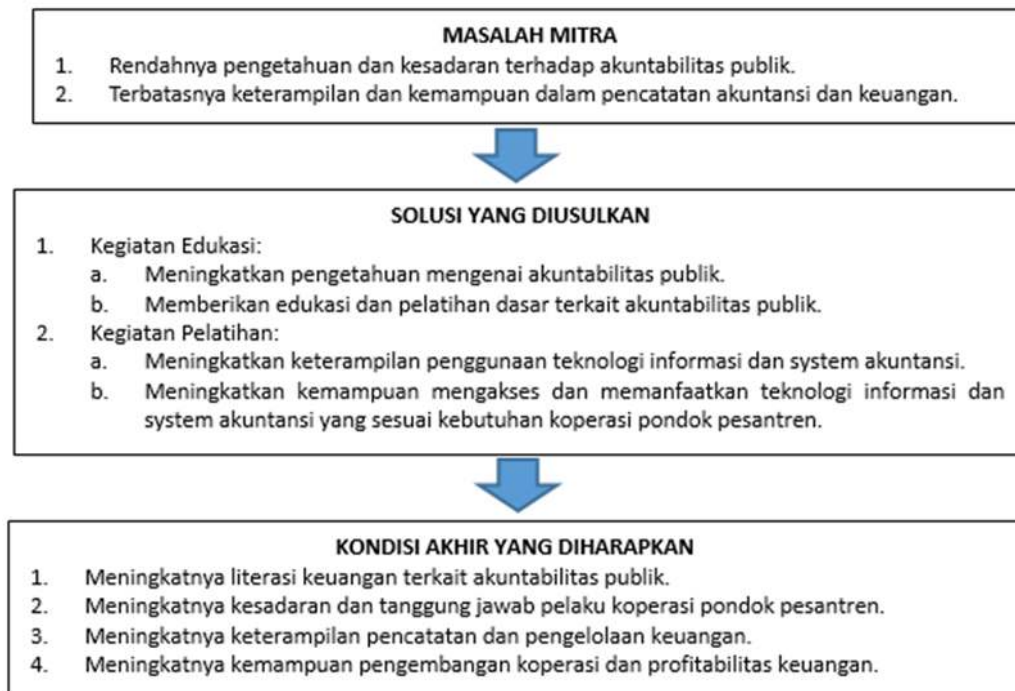 MASALAH MITRA
1. Rendahnya pengetahuan dan kesadaran terhadap akuntabilitas publik.
2. Terbatasnya keterampilan dan kemampuan dalam pencatatan akuntansi dan keuangan.
SOLUSI YANG DIUSULKAN
1. Kegiatan Edukasi:
a. Meningkatkan pengetahuan mengenai akuntabilitas publik.
b. Memberikan edukasi dan pelatihan dasar terkait akuntabilitas publik.
2. Kegiatan Pelatihan:
a. Meningkatkan keterampilan penggunaan teknologi informasi dan system akuntansi.
b. Meningkatkan kemampuan mengakses dan memanfaatkan teknologi informasi dan
system akuntansi yang sesuai kebutuhan koperasi pondok pesantren.
KONDISI AKHIR YANG DIHARAPKAN
1. Meningkatnya literasi keuangan terkait akuntabilitas publik.
2. Meningkatnya kesadaran dan tanggung jawab pelaku koperasi pondok pesantren.
3. Meningkatnya keterampilan pencatatan dan pengelolaan keuangan.
4. Meningkatnya kemampuan pengembangan koperasi dan profitabilitas keuangan.